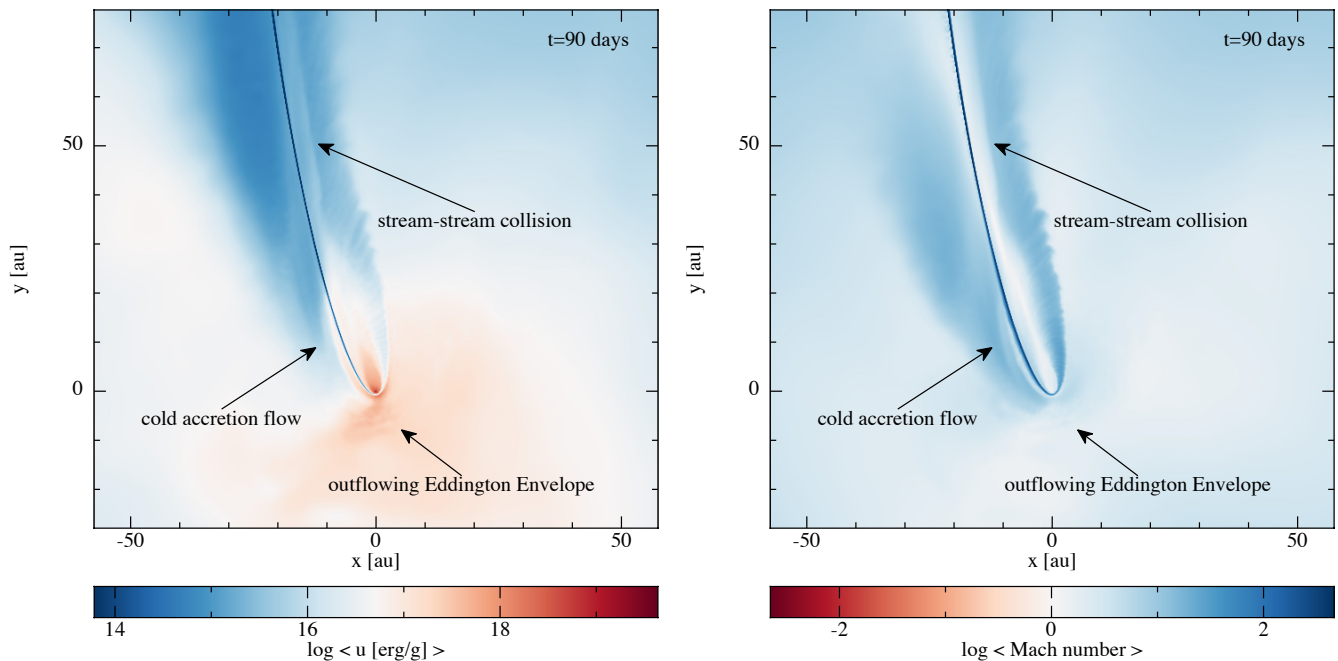 t=90 days
50
stream-stream collision
y [au]
0
cold accretion flow
outflowing Eddington Envelope
-50
0
50
x [au]
14
16
18
log < u [erg/g] >
t=90 days
50
stream-stream collision
y [au]
0
cold accretion flow
outflowing Eddington Envelope
-50
0
50
x [au]
-2
0
2
log < Mach number >